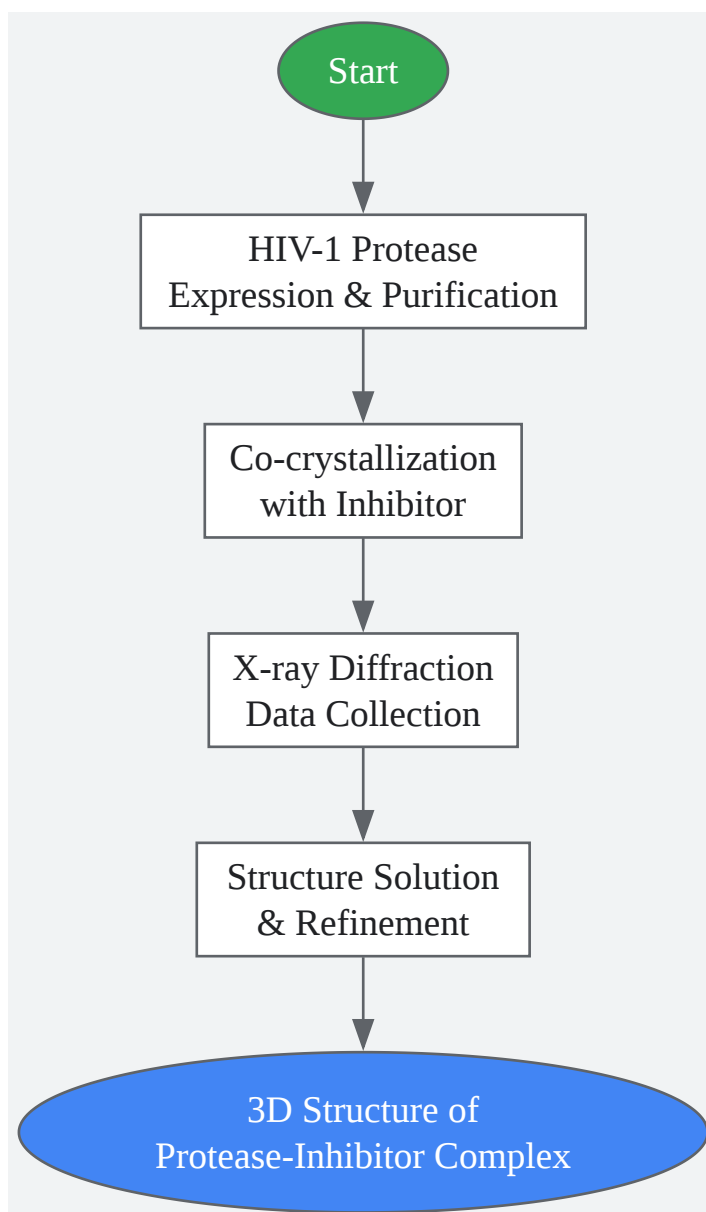 Start
HIV-1 Protease
Expression & Purification
Co-crystallization
with Inhibitor
X-ray Diffraction
Data Collection
Structure Solution
& Refinement
3D Structure of
Protease-Inhibitor Complex